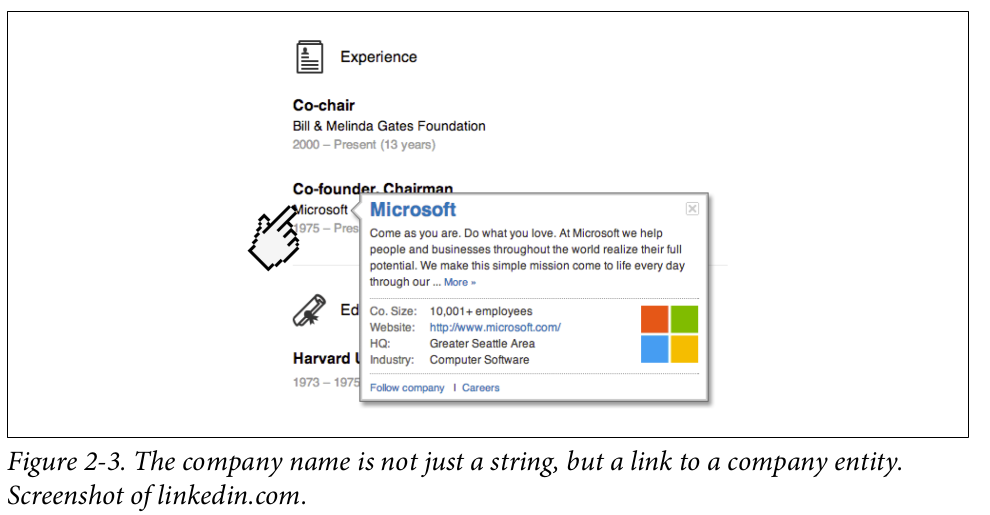 Experience
Co-chair
Bill & Melinda Gates Foundation
2000 – Present (13 years)
Co-founder, Chairman
Microsoft
1975 – Pres
Microsoft
Come as you are. Do what you love. At Microsoft we help
people and businesses throughout the world realize their full
potential. We make this simple mission come to life every day
through our ... More »
Co. Size: 10,001+ employees
Website: http://www.microsoft.com/
HQ: Greater Seattle Area
Industry: Computer Software
Follow company | Careers
Ed
Harvard U
1973 – 1975
Figure 2-3. The company name is not just a string, but a link to a company entity.
Screenshot of linkedin.com.